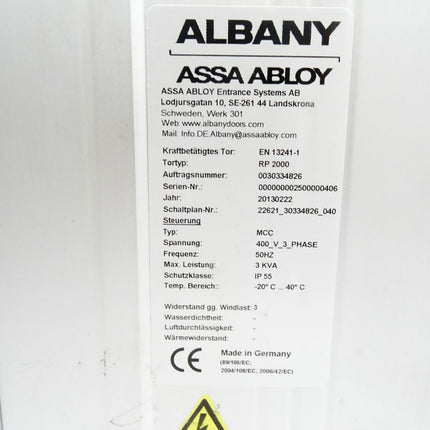 ALBANY
ASSA ABLOY
ASSA ABLOY Entrance Systems AB
Lodjursgatan 10, SE-261 44 Landskrona
Schweden, Werk 301
Web: www.albanydoors.com
Mail: Info.DE.Albany@assaabloy.com
Kraftbetätigtes Tor: EN 13241-1
Tortyp: RP 2000
Auftragsnummer: 0030334826
Serien-Nr.: 000000002500000406
Jahr: 20130222
Schaltplan-Nr.: 22621_30334826_040
Steuerung
Typ: MCC
Spannung: 400_V_3_PHASE
Frequenz: 50HZ
Max. Leistung: 3 KVA
Schutzklasse: IP 55
Temp. Bereich:: -20° C ... 40° C
Widerstand gg. Windlast: 3
Wasserdichtheit: -
Luftdurchlässigkeit: -
Wärmewiderstand: -
CE Made in Germany
(89/106/EC;
2004/108/EC; 2006/42/EC)